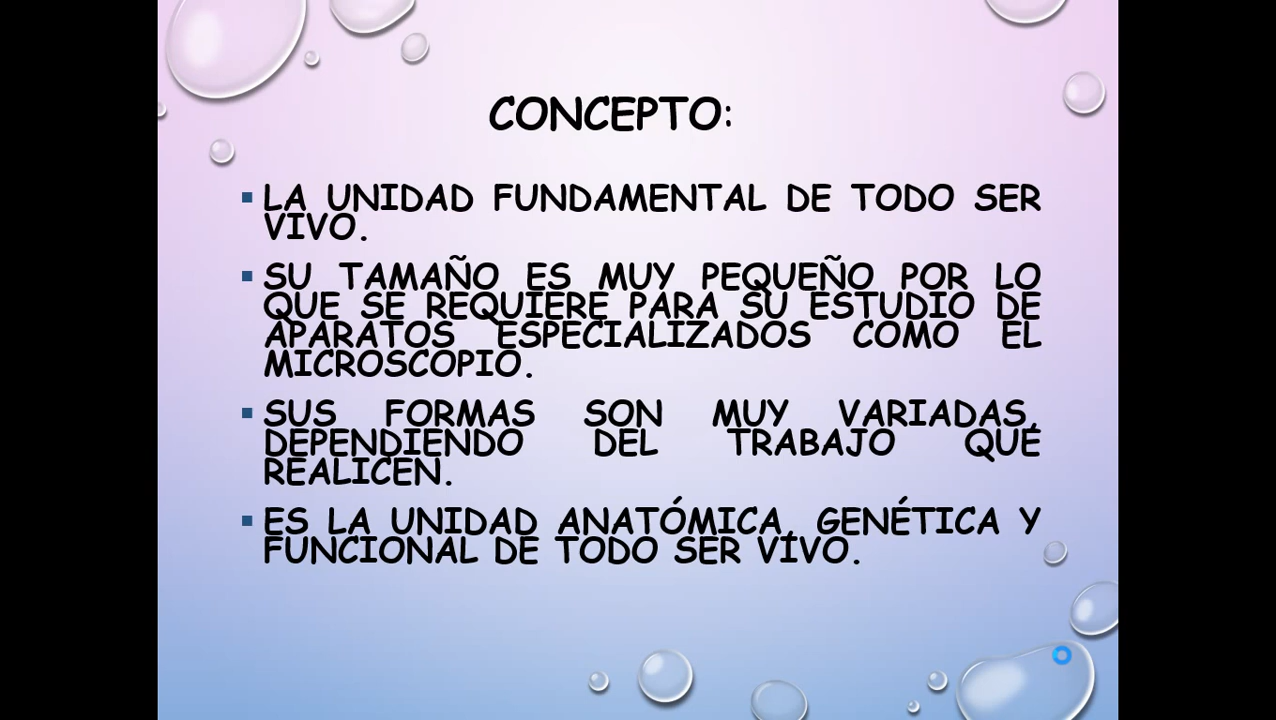 CONCEPTO:
▪ LA UNIDAD FUNDAMENTAL DE TODO SER
VIVO.
▪ SU TAMAÑO ES MUY PEQUEÑO POR LO
QUE SE REQUIERE PARA SU ESTUDIO DE
APARATOS ESPECIALIZADOS COMO EL
MICROSCOPIO.
▪ SUS FORMAS SON MUY VARIADAS,
DEPENDIENDO DEL TRABAJO QUE
REALICEN.
▪ ES LA UNIDAD ANATÓMICA, GENÉTICA Y
FUNCIONAL DE TODO SER VIVO.